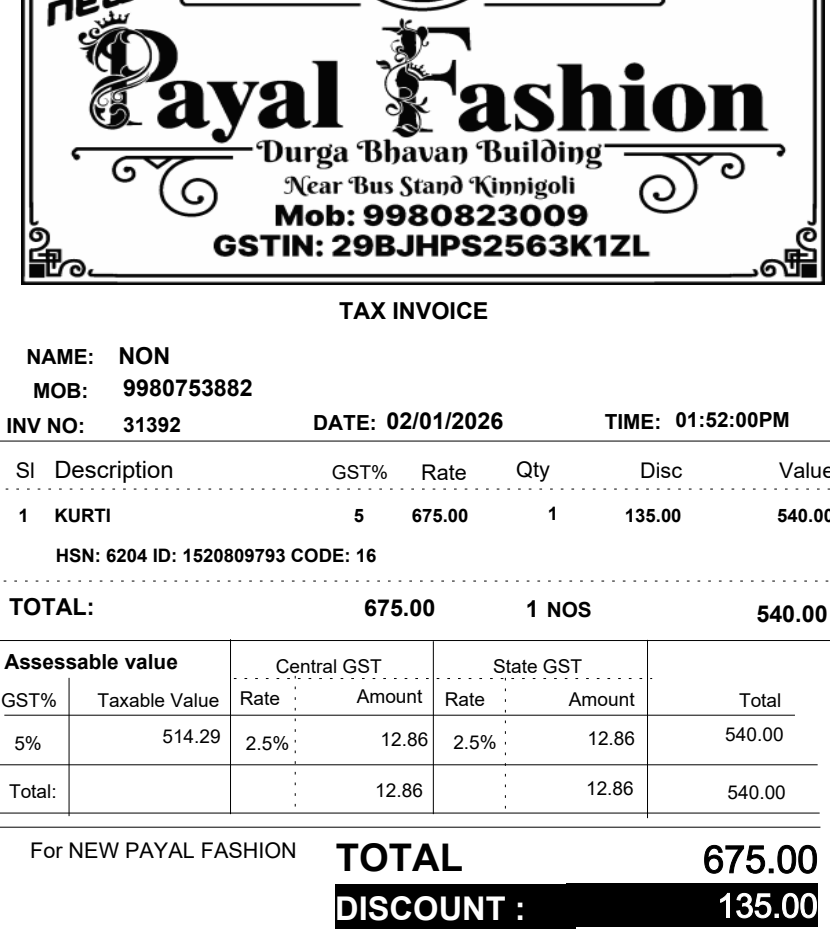 new
Payal Fashion
Durga Bhavan Building
Near Bus Stand Kinnigoli
Mob: 9980823009
GSTIN: 29BJHPS2563K1ZL
TAX INVOICE
NAME: NON
MOB: 9980753882
INV NO: 31392 DATE: 02/01/2026 TIME: 01:52:00PM
Sl Description GST% Rate Qty Disc Value
1 KURTI 5 675.00 1 135.00 540.00
HSN: 6204 ID: 1520809793 CODE: 16
TOTAL: 675.00 1 NOS 540.00
Assessable value Central GST State GST
GST% Taxable Value Rate Amount Rate Amount Total
5% 514.29 2.5% 12.86 2.5% 12.86 540.00
Total: 12.86 12.86 540.00
For NEW PAYAL FASHION TOTAL 675.00
DISCOUNT : 135.00